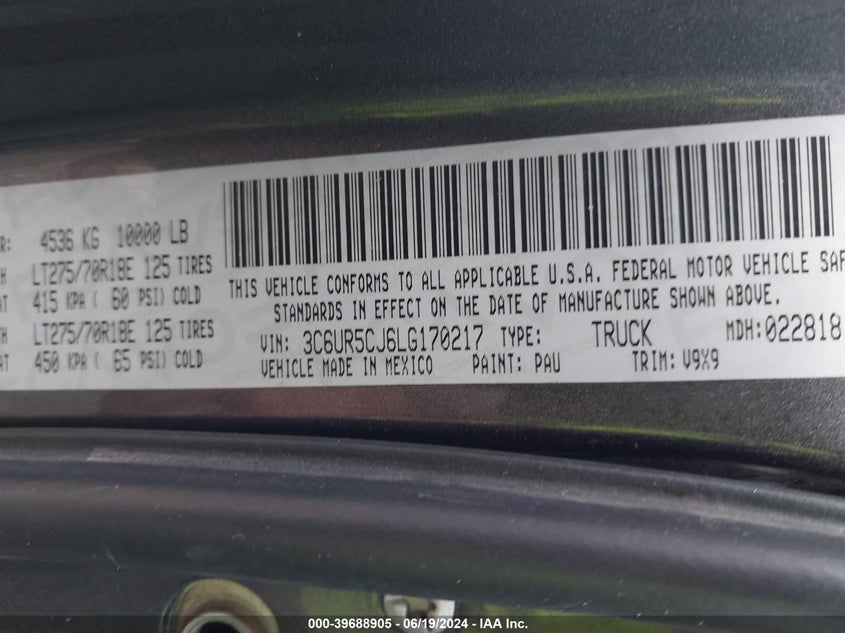 R: 4536 KG 10000 LB
H LT275/70R18E 125 TIRES
AT 415 KPA ( 60 PSI) COLD
TH LT275/70R18E 125 TIRES
AT 450 KPA ( 65 PSI) COLD
THIS VEHICLE CONFORMS TO ALL APPLICABLE U.S.A. FEDERAL MOTOR VEHICLE SAF
STANDARDS IN EFFECT ON THE DATE OF MANUFACTURE SHOWN ABOVE.
VIN: 3C6UR5CJ6LG170217 TYPE: TRUCK MDH:022818
VEHICLE MADE IN MEXICO PAINT: PAU TRIM: V9X9
000-39688905 - 06/19/2024 - IAA Inc.